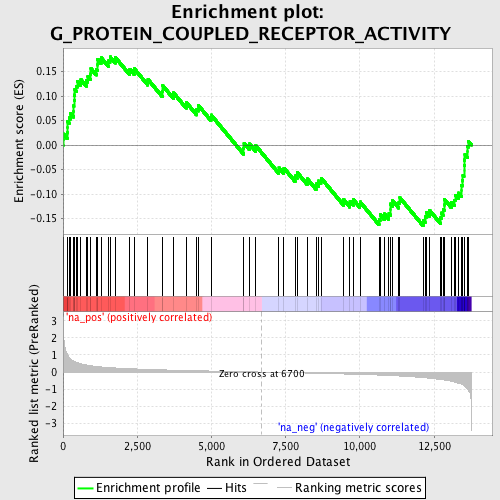 Enrichment plot:
G_PROTEIN_COUPLED_RECEPTOR_ACTIVITY
Enrichment score (ES)
0.15
0.10
0.05
0.00
-0.05
-0.10
-0.15
Ranked list metric (PreRanked)
'na_pos' (positively correlated)
3
2
1
0
-1
-2
-3
Zero cross at 6700
'na_neg' (negatively correlated)
0
2,500
5,000
7,500
10,000
12,500
Rank in Ordered Dataset
Enrichment profile
Hits
Ranking metric scores